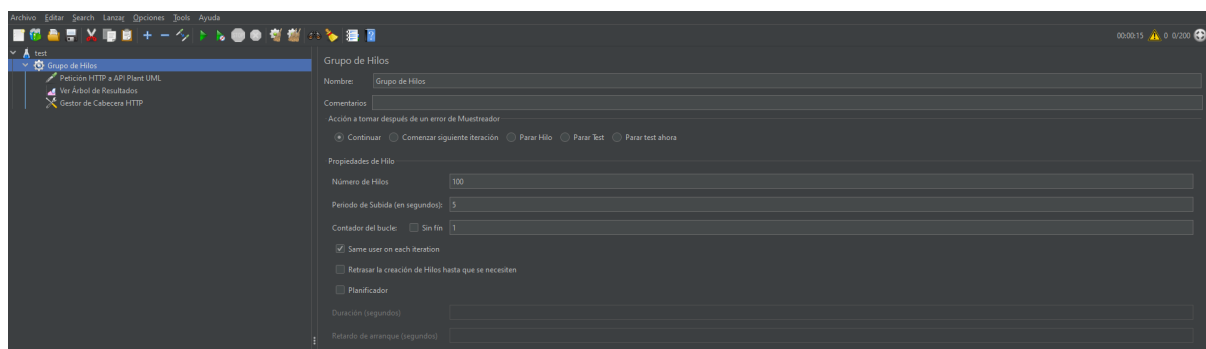 Archivo Editar Search Lanzar Opciones Tools Ayuda
00:00:15 0 0/200
test
Grupo de Hilos
Petición HTTP a API Plant UML
Ver Árbol de Resultados
Gestor de Cabecera HTTP
Grupo de Hilos
Nombre: Grupo de Hilos
Comentarios
Acción a tomar después de un error de Muestreador
Continuar Comenzar siguiente iteración Parar Hilo Parar Test Parar test ahora
Propiedades de Hilo
Número de Hilos 100
Periodo de Subida (en segundos): 5
Contador del bucle: Sin fín 1
Same user on each iteration
Retrasar la creación de Hilos hasta que se necesiten
Planificador
Duración (segundos)
Retardo de arranque (segundos)